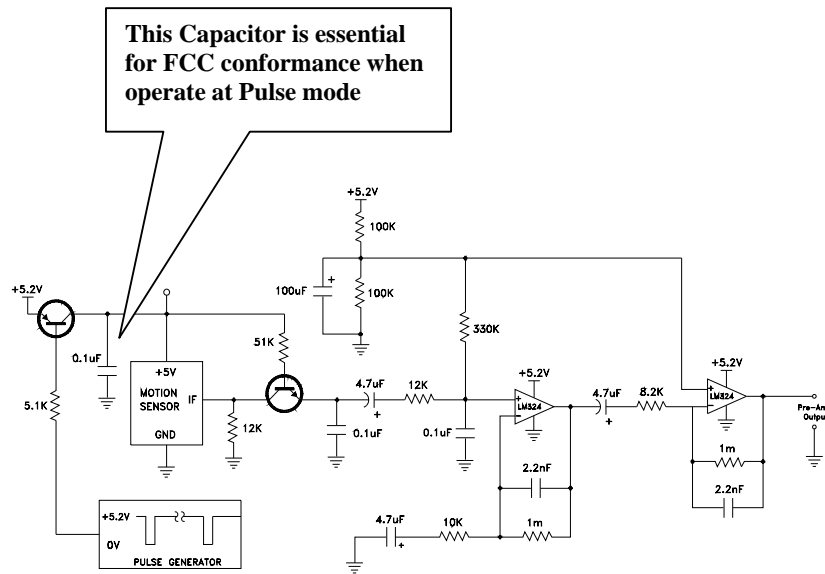 This Capacitor is essential
for FCC conformance when
operate at Pulse mode
+5.2V
100K
100uF
+
100K
330K
+5.2V
0.1uF
+5V
MOTION
SENSOR
IF
GND
5.1K
12K
51K
0.1uF
4.7uF
+
12K
0.1uF
+5.2V
+
-
LM324
2.2nF
1m
4.7uF
+
10K
4.7uF
+
8.2K
+5.2V
+
-
LM324
1m
2.2nF
Pre-Am
Output
+5.2V
0V
PULSE GENERATOR